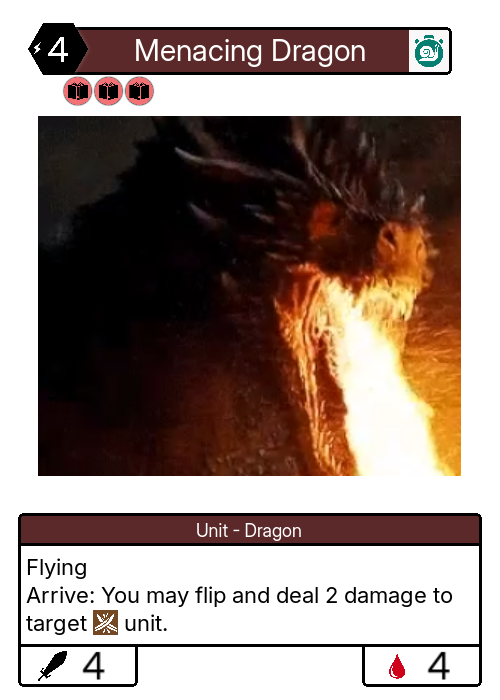 4
Menacing Dragon
Unit - Dragon
Flying
Arrive: You may flip and deal 2 damage to
target unit.
4
4